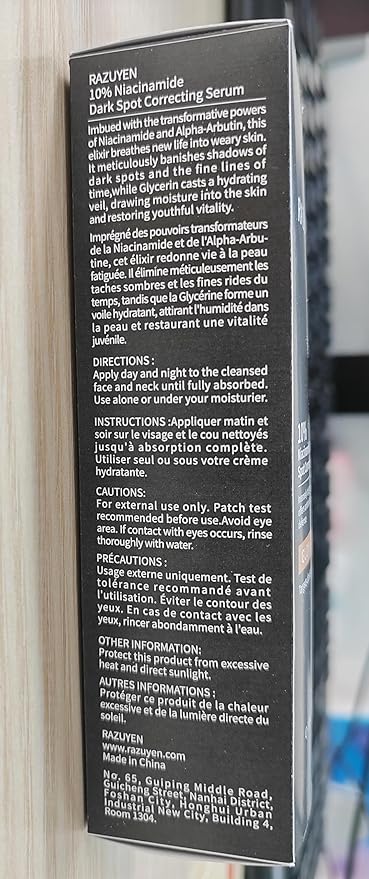 RAZUYEN
10% Niacinamide
Dark Spot Correcting Serum
Imbued with the transformative powers
of Niacinamide and Alpha-Arbutin, this
elixir breathes new life into weary skin.
It meticulously banishes shadows of
dark spots and the fine lines of
time,while Glycerin casts a hydrating
veil, drawing moisture into the skin
and restoring youthful vitality.
Imprégné des pouvoirs transformateurs
de la Niacinamide et de l'Alpha-Arbu-
tine, cet élixir redonne vie à la peau
fatiguée. Il élimine méticuleusement les
taches sombres et les fines rides du
temps, tandis que la Glycérine forme un
voile hydratant, attirant l'humidité dans
la peau et restaurant une vitalité
juvénile.
DIRECTIONS :
Apply day and night to the cleansed
face and neck until fully absorbed.
Use alone or under your moisturier.
INSTRUCTIONS :Appliquer matin et
soir sur le visage et le cou nettoyés
jusqu'à absorption complète.
Utiliser seul ou sous votre crème
hydratante.
CAUTIONS:
For external use only. Patch test
recommended before use.Avoid eye
area. If contact with eyes occurs, rinse
thoroughly with water.
PRÉCAUTIONS :
Usage externe uniquement. Test de
tolérance recommandé avant
l'utilisation. Éviter le contour des
yeux. En cas de contact avec les
yeux, rincer abondamment à l'eau.
OTHER INFORMATION:
Protect this product from excessive
heat and direct sunlight.
AUTRES INFORMATIONS :
Protéger ce produit de la chaleur
excessive et de la lumière directe du
soleil.
RAZUYEN
www.razuyen.com
Made in China
No. 65, Guiping Middle Road,
Guicheng Street, Nanhai District,
Foshan City, Honghui Urban
Industrial New City, Building 4,
Room 1304.
10%